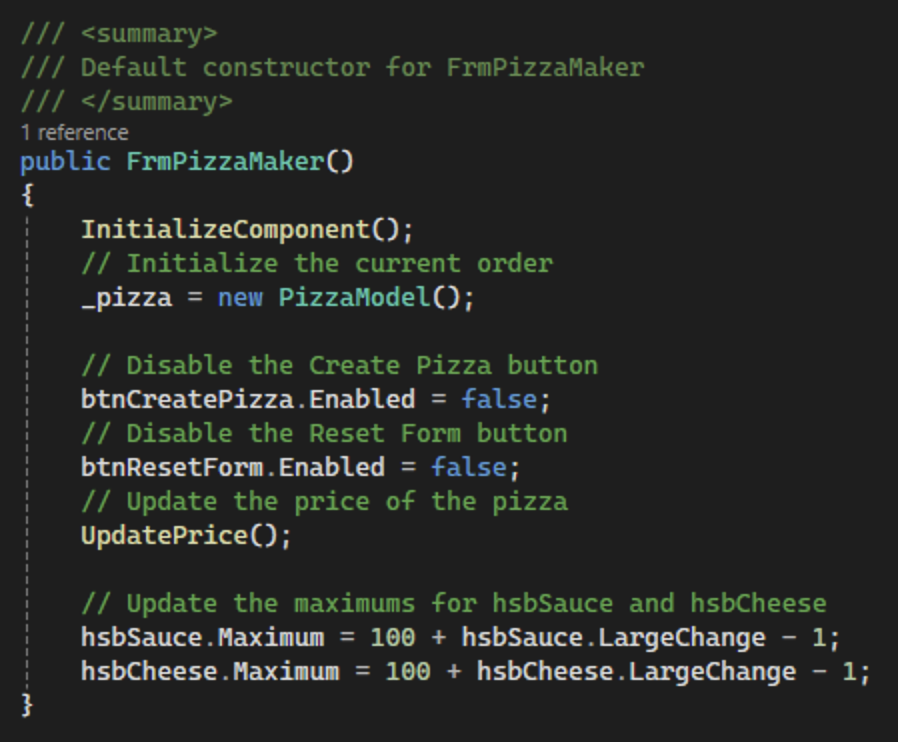 /// <summary>
/// Default constructor for FrmPizzaMaker
/// </summary>
1 reference
public FrmPizzaMaker()
{
    InitializeComponent();
    // Initialize the current order
    _pizza = new PizzaModel();

    // Disable the Create Pizza button
    btnCreatePizza.Enabled = false;
    // Disable the Reset Form button
    btnResetForm.Enabled = false;
    // Update the price of the pizza
    UpdatePrice();

    // Update the maximums for hsbSauce and hsbCheese
    hsbSauce.Maximum = 100 + hsbSauce.LargeChange - 1;
    hsbCheese.Maximum = 100 + hsbCheese.LargeChange - 1;
}